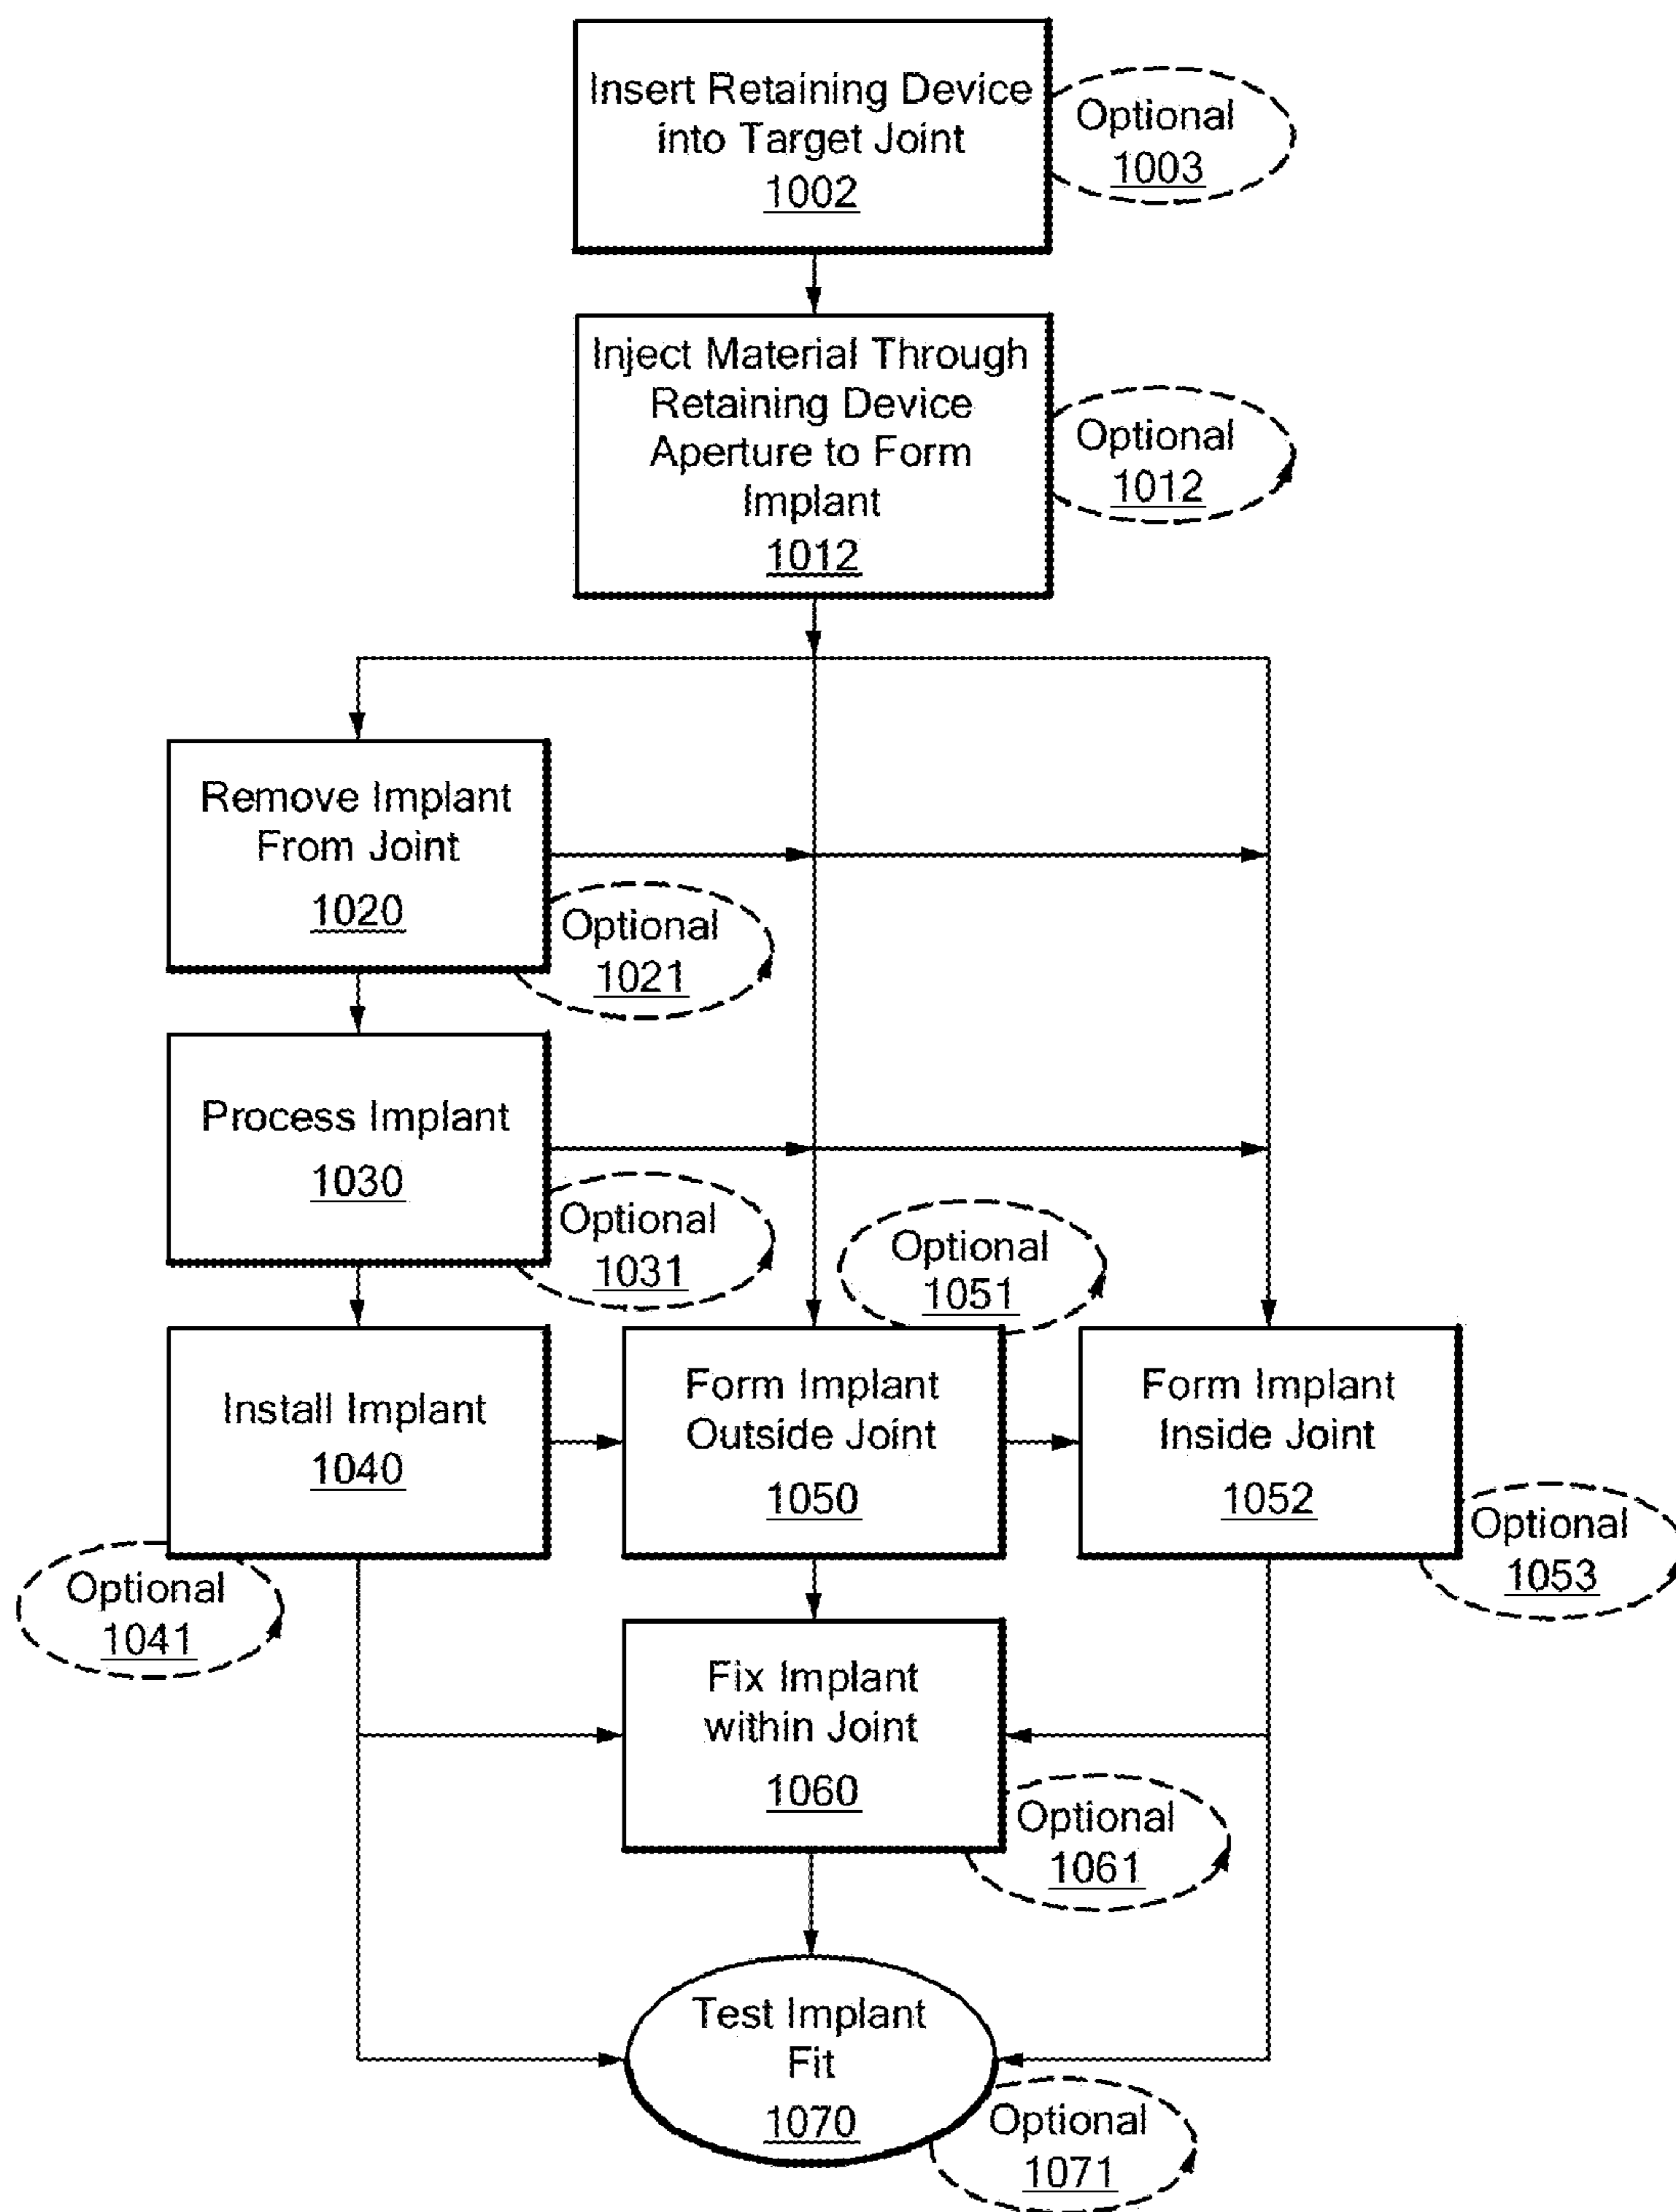 Insert Retaining Device
into Target Joint
1002
Optional
1003
Inject Material Through
Retaining Device
Aperture to Form
Implant
1012
Optional
1012
Remove Implant
From Joint
1020
Optional
1021
Process Implant
1030
Optional
1031
Optional
1051
Install Implant
1040
Optional
1041
Form Implant
Outside Joint
1050
Form Implant
Inside Joint
1052
Optional
1053
Fix Implant
within Joint
1060
Optional
1061
Test Implant
Fit
1070
Optional
1071